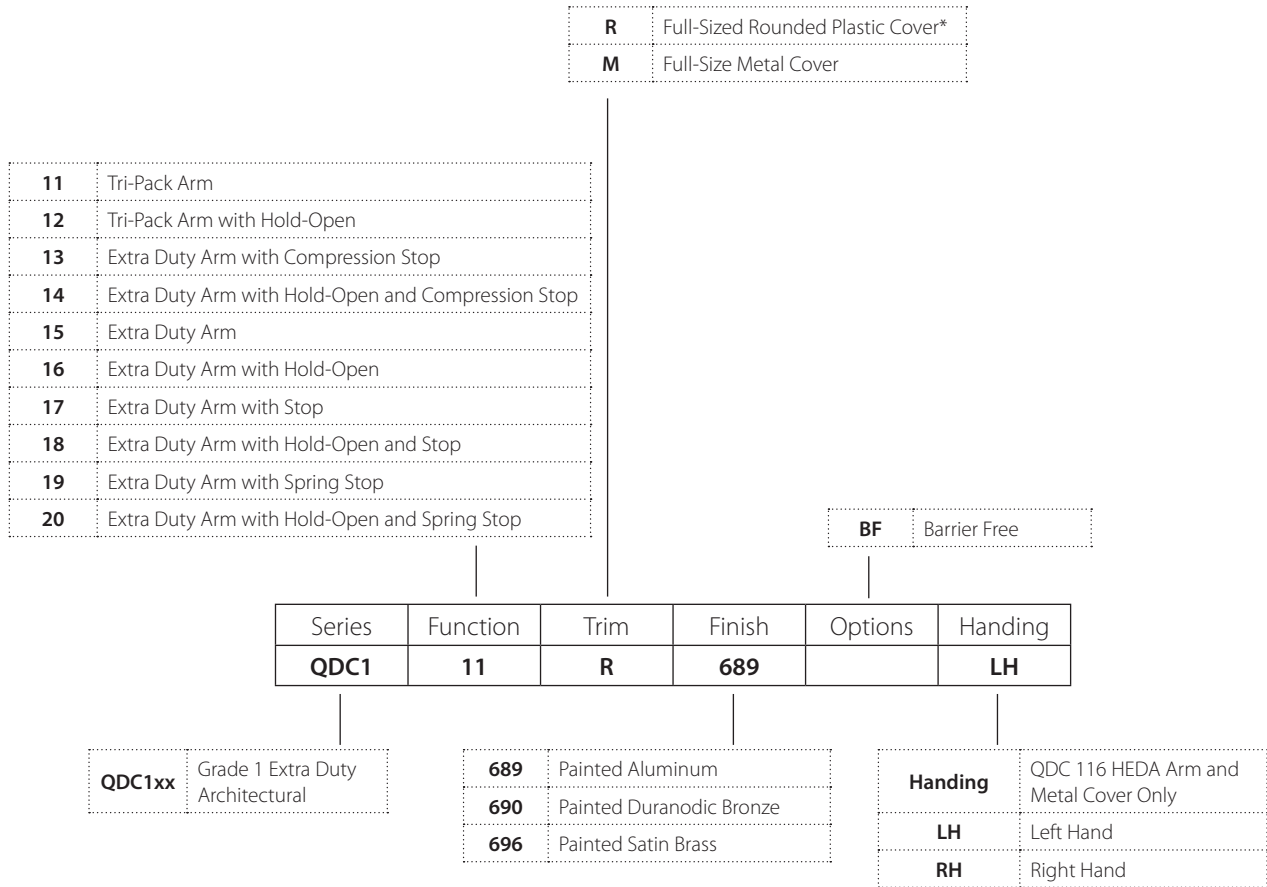 R Full-Sized Rounded Plastic Cover*
M Full-Size Metal Cover
11 Tri-Pack Arm
12 Tri-Pack Arm with Hold-Open
13 Extra Duty Arm with Compression Stop
14 Extra Duty Arm with Hold-Open and Compression Stop
15 Extra Duty Arm
16 Extra Duty Arm with Hold-Open
17 Extra Duty Arm with Stop
18 Extra Duty Arm with Hold-Open and Stop
19 Extra Duty Arm with Spring Stop
20 Extra Duty Arm with Hold-Open and Spring Stop
BF Barrier Free
Series Function Trim Finish Options Handing
QDC1 11 R 689 LH
QDC1xx Grade 1 Extra Duty
Architectural
689 Painted Aluminum
690 Painted Duranodic Bronze
696 Painted Satin Brass
Handing QDC 116 HEDA Arm and
Metal Cover Only
LH Left Hand
RH Right Hand